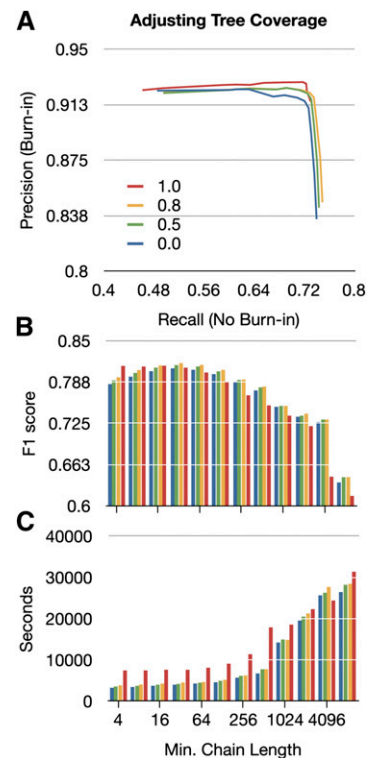 A
Adjusting Tree Coverage
Precision (Burn-in)
0.95
0.913
0.875
0.838
0.8
1.0
0.8
0.5
0.0
0.4 0.48 0.56 0.64 0.72 0.8
Recall (No Burn-in)
B
F1 score
0.85
0.788
0.725
0.663
0.6
C
Seconds
40000
30000
20000
10000
0
4 16 64 256 1024 4096
Min. Chain Length